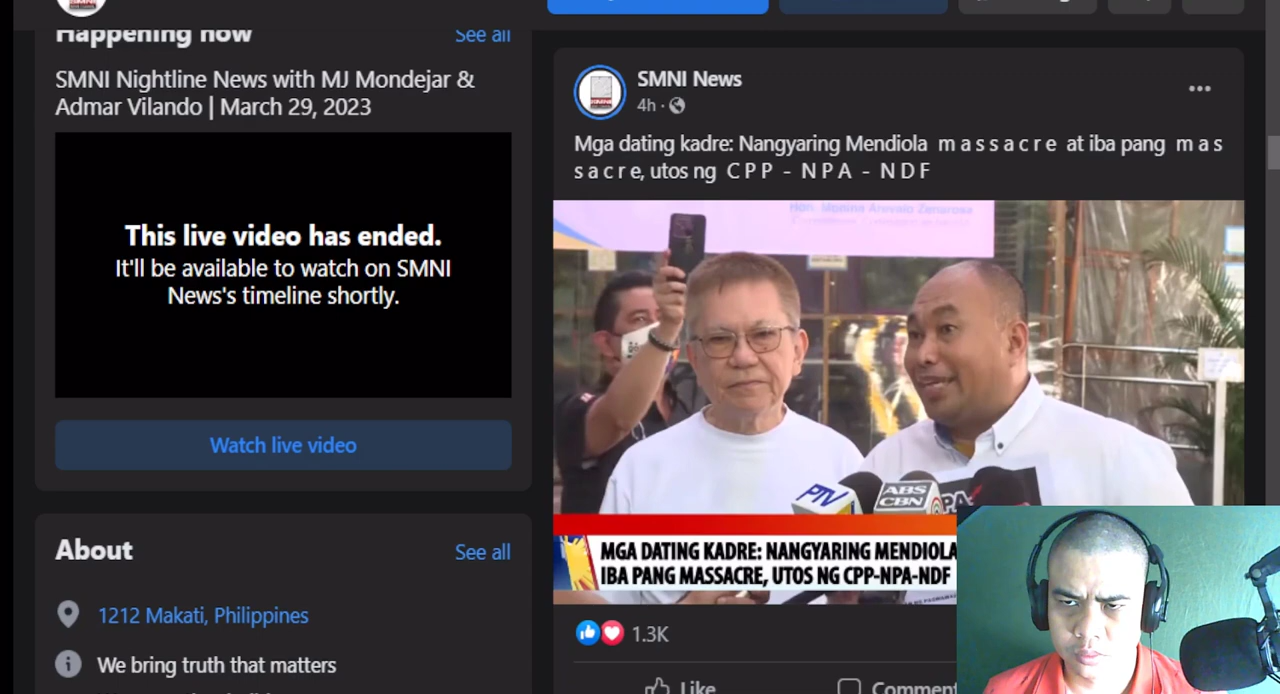 Happening now
See all
SMNI Nightline News with MJ Mondejar &
Admar Vilando | March 29, 2023
This live video has ended.
It'll be available to watch on SMNI
News's timeline shortly.
Watch live video
About
See all
1212 Makati, Philippines
We bring truth that matters
SMNI News
4h ·
Mga dating kadre: Nangyaring Mendiola m a s s a c r e at iba pang m a s
s a c r e, utos ng C P P - N P A - N D F
PTV
ABS
CBN
MGA DATING KADRE: NANGYARING MENDIOLA
IBA PANG MASSACRE, UTOS NG CPP-NPA-NDF
1.3K
Like
Comment